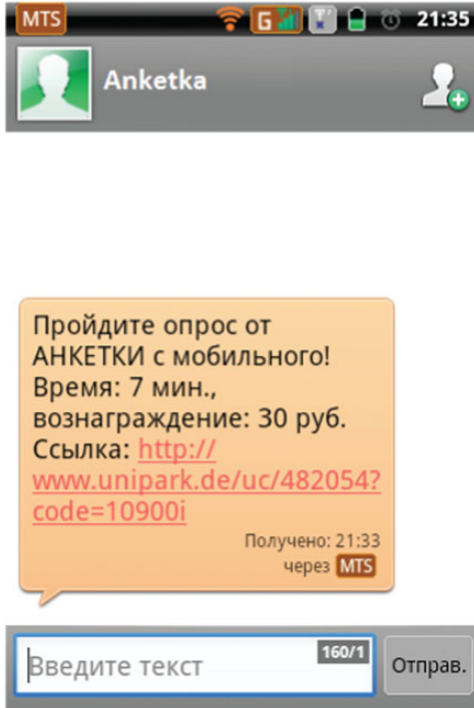 MTS G 21:35
Anketka
Пройдите опрос от
АНКЕТКИ с мобильного!
Время: 7 мин.,
вознаграждение: 30 руб.
Ссылка: http://
www.unipark.de/uc/482054?
code=10900i
Получено: 21:33
через MTS
160/1
Введите текст
Отправ.